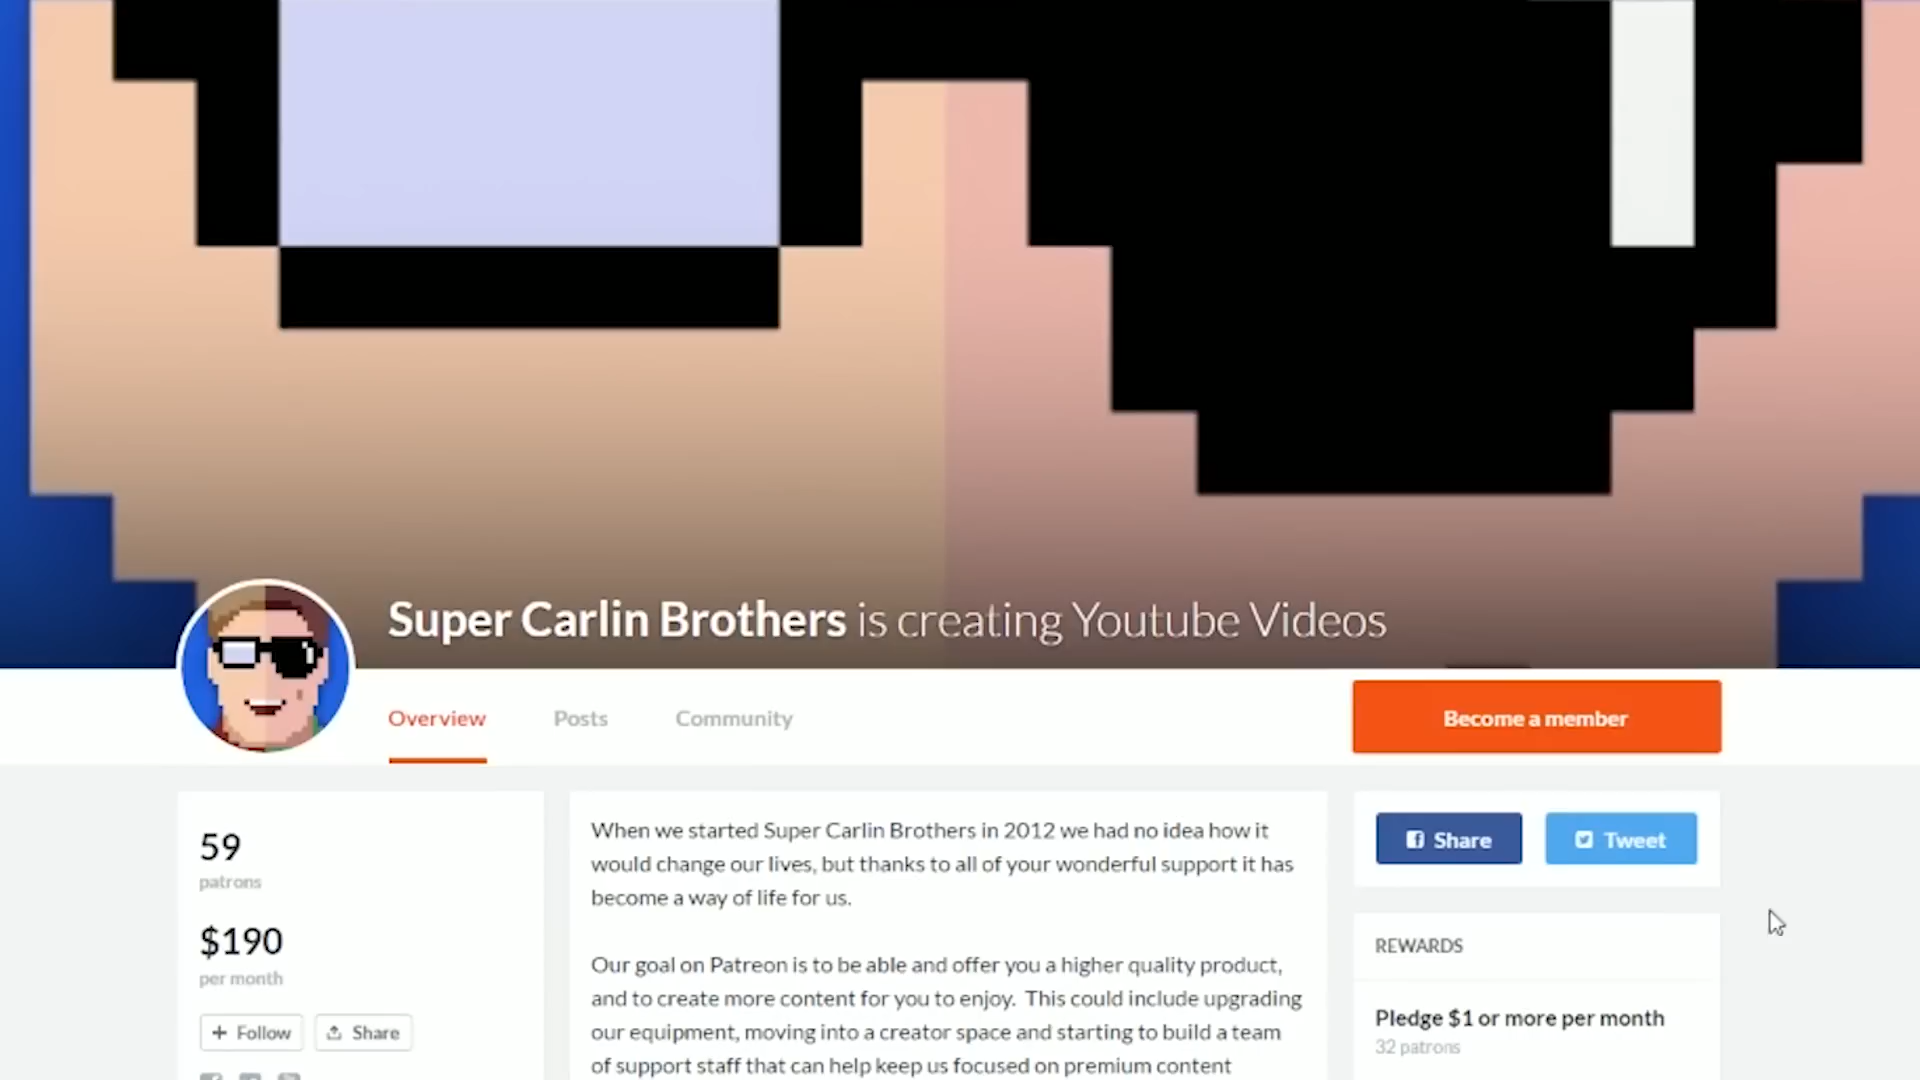 Super Carlin Brothers is creating Youtube Videos
Overview
Posts
Community
Become a member
59
patrons
$190
per month
+ Follow
Share
When we started Super Carlin Brothers in 2012 we had no idea how it
would change our lives, but thanks to all of your wonderful support it has
become a way of life for us.
Our goal on Patreon is to be able and offer you a higher quality product,
and to create more content for you to enjoy.  This could include upgrading
our equipment, moving into a creator space and starting to build a team
of support staff that can help keep us focused on premium content
Share
Tweet
REWARDS
Pledge $1 or more per month
32 patrons